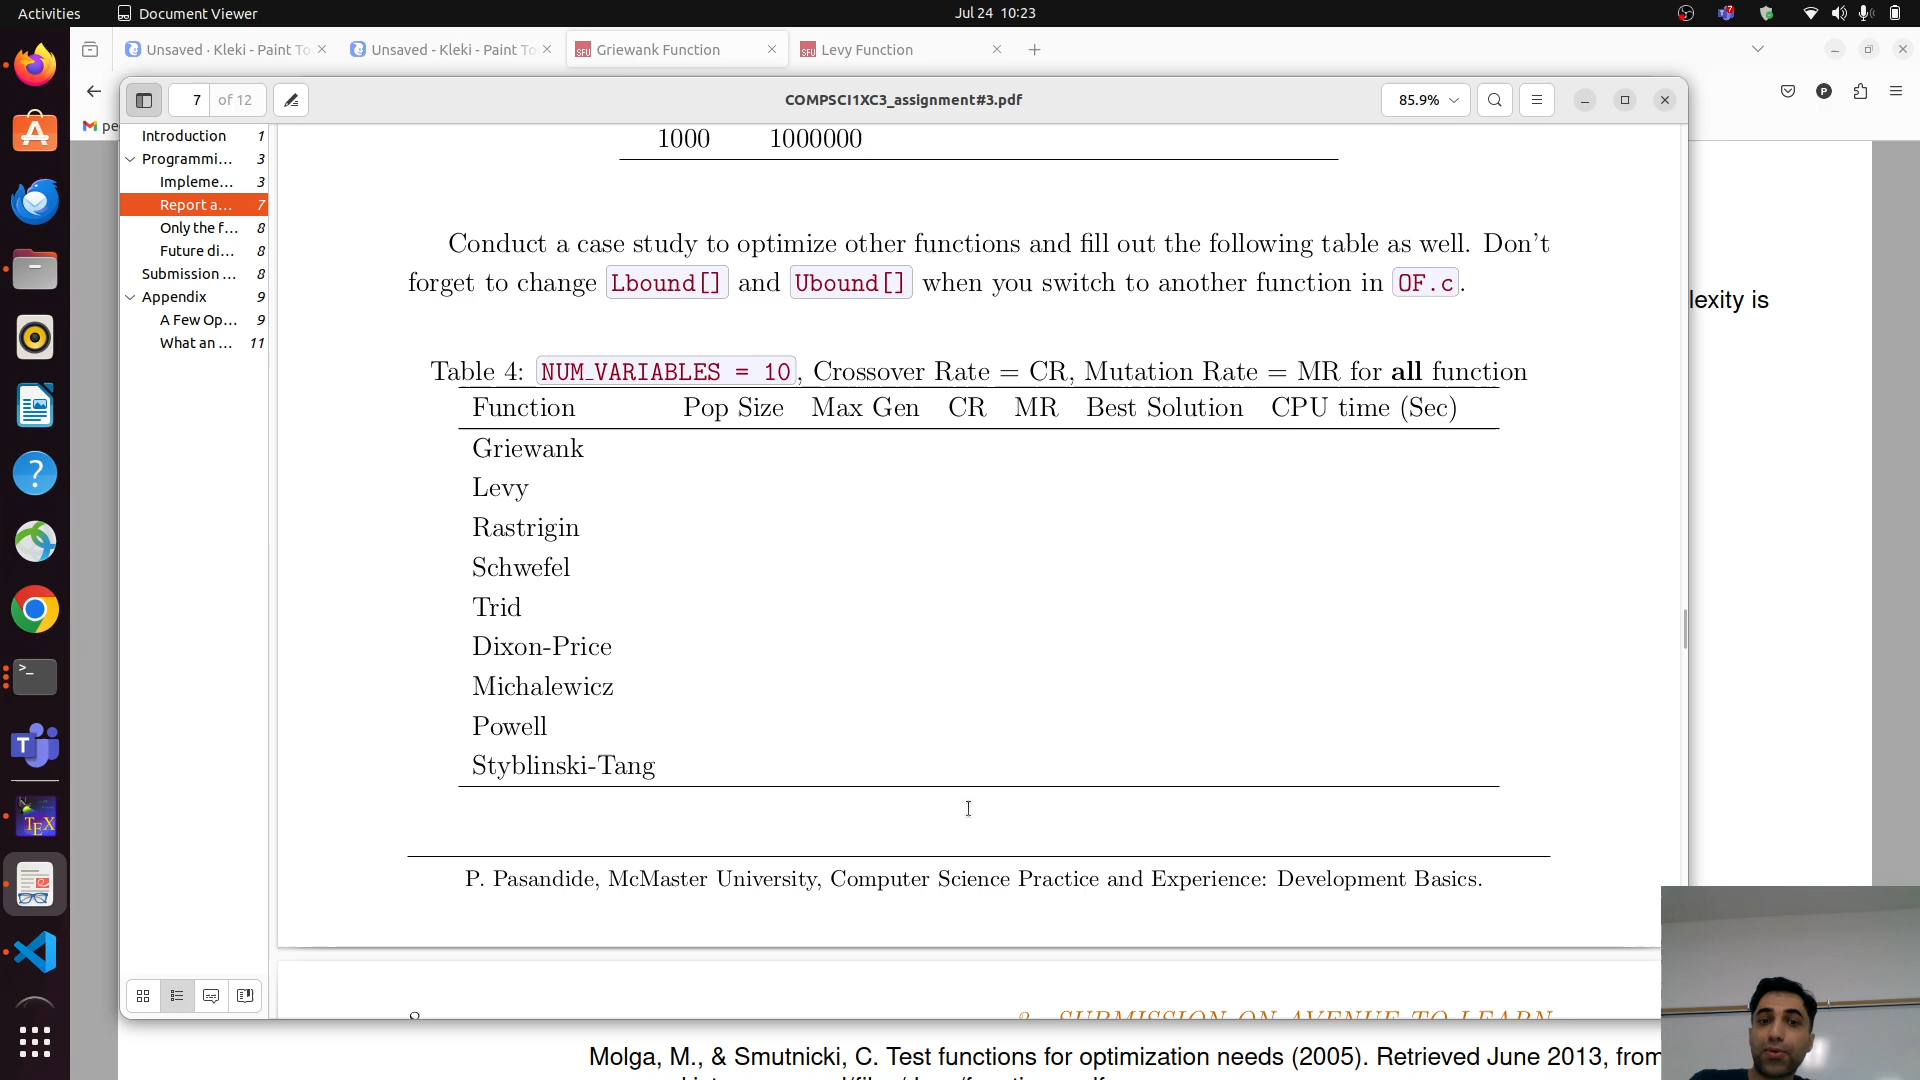 Activities
Document Viewer
Jul 24 10:23
Unsaved · Kleki - Paint To
Unsaved - Kleki - Paint To
Griewank Function
Levy Function
7 of 12
COMPSCI1XC3_assignment#3.pdf
85.9%
pe
Introduction 1
Programmi... 3
Impleme... 3
Report a... 7
Only the f... 8
Future di... 8
Submission ... 8
Appendix 9
A Few Op... 9
What an ... 11
1000 1000000
Conduct a case study to optimize other functions and fill out the following table as well. Don't
forget to change Lbound[] and Ubound[] when you switch to another function in OF.c.
lexity is
Table 4: NUM_VARIABLES = 10, Crossover Rate = CR, Mutation Rate = MR for all function
Function Pop Size Max Gen CR MR Best Solution CPU time (Sec)
Griewank
Levy
Rastrigin
Schwefel
Trid
Dixon-Price
Michalewicz
Powell
Styblinski-Tang
P. Pasandide, McMaster University, Computer Science Practice and Experience: Development Basics.
8 SUBMISSION ON AVENUE TO LEARN
Molga, M., & Smutnicki, C. Test functions for optimization needs (2005). Retrieved June 2013, from